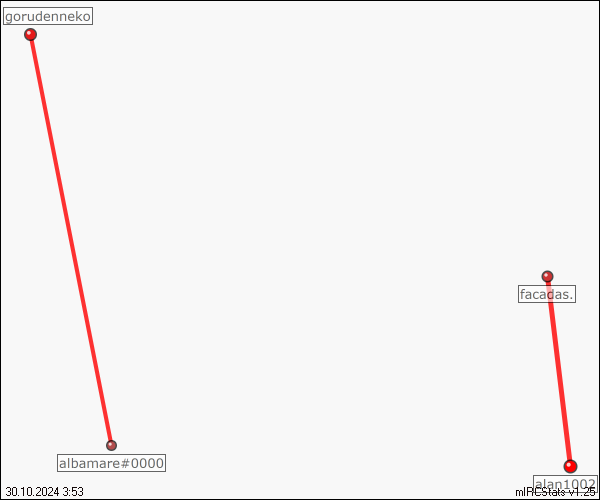 gorudenneko
facadas.
albamare#0000
alan1002
30.10.2024 3:53
mIRCStats v1.25